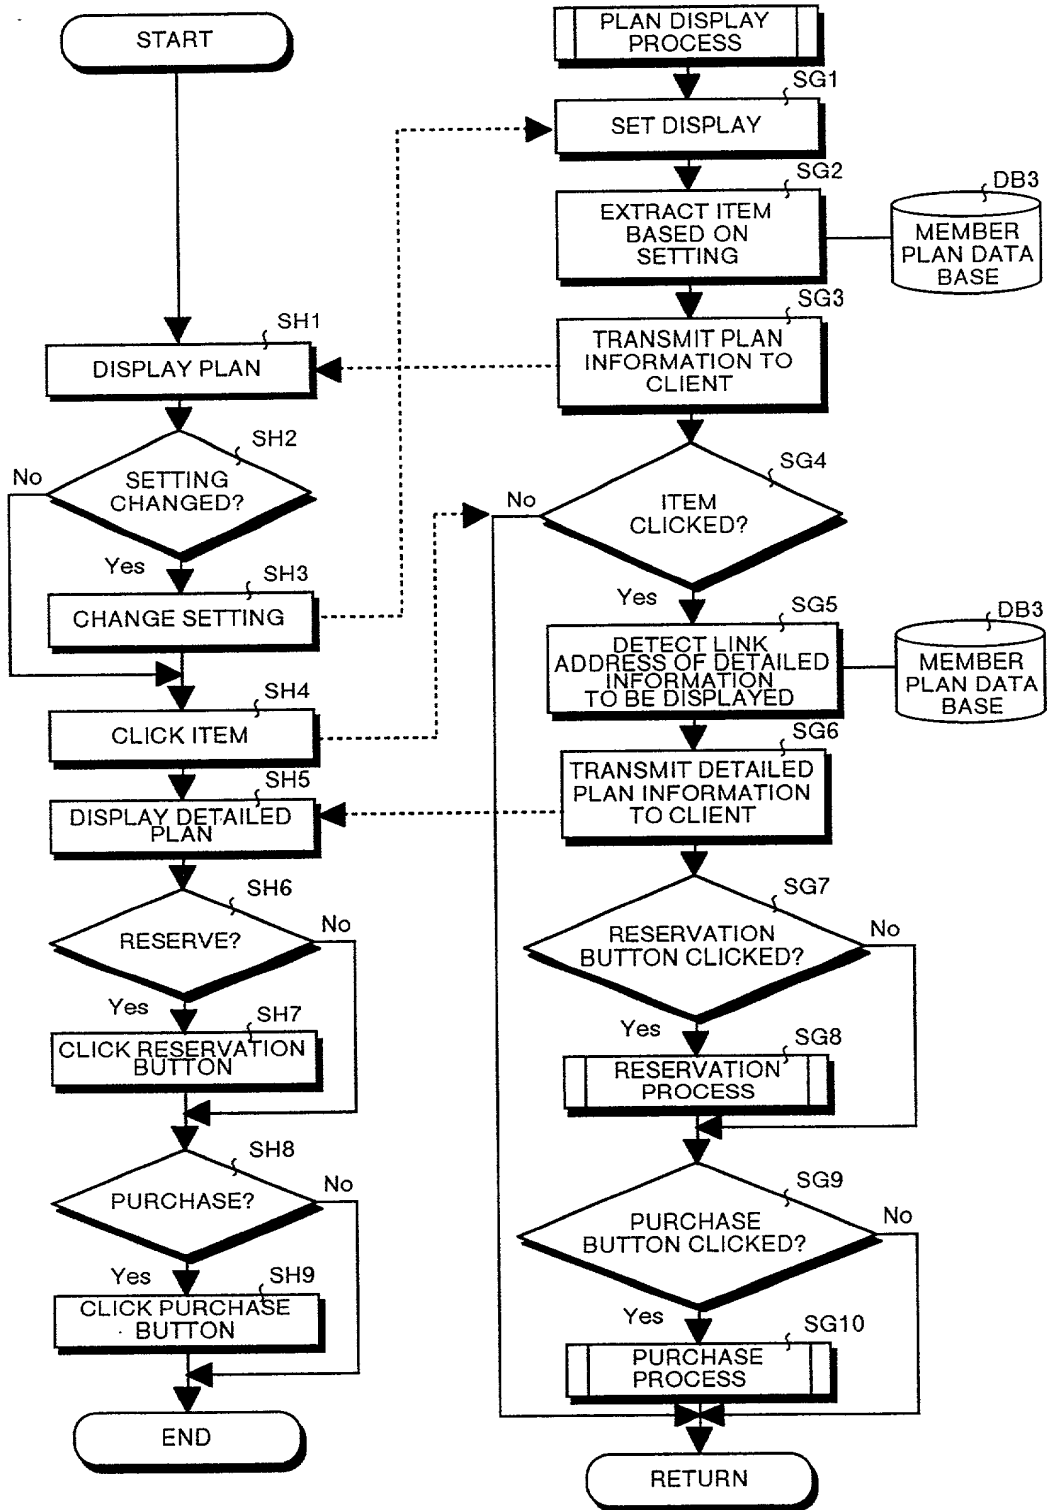 START
SH1
DISPLAY PLAN
SH2
SETTING
CHANGED?
No
Yes
SH3
CHANGE SETTING
SH4
CLICK ITEM
SH5
DISPLAY DETAILED
PLAN
SH6
RESERVE?
No
Yes
SH7
CLICK RESERVATION
BUTTON
SH8
PURCHASE?
No
Yes
SH9
CLICK PURCHASE
BUTTON
END
PLAN DISPLAY
PROCESS
SG1
SET DISPLAY
SG2
EXTRACT ITEM
BASED ON
SETTING
DB3
MEMBER
PLAN DATA
BASE
SG3
TRANSMIT PLAN
INFORMATION TO
CLIENT
SG4
ITEM
CLICKED?
No
Yes
SG5
DETECT LINK
ADDRESS OF DETAILED
INFORMATION
TO BE DISPLAYED
DB3
MEMBER
PLAN DATA
BASE
SG6
TRANSMIT DETAILED
PLAN INFORMATION
TO CLIENT
SG7
RESERVATION
BUTTON CLICKED?
No
Yes
SG8
RESERVATION
PROCESS
SG9
PURCHASE
BUTTON CLICKED?
No
Yes
SG10
PURCHASE
PROCESS
RETURN